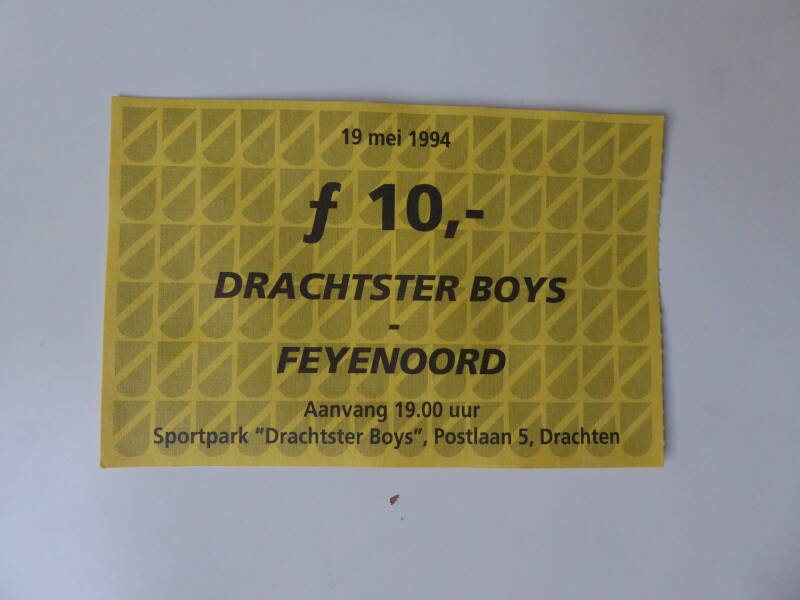 19 mei 1994
ƒ 10,-
DRACHTSTER BOYS
-
FEYENOORD
Aanvang 19.00 uur
Sportpark "Drachtster Boys", Postlaan 5, Drachten